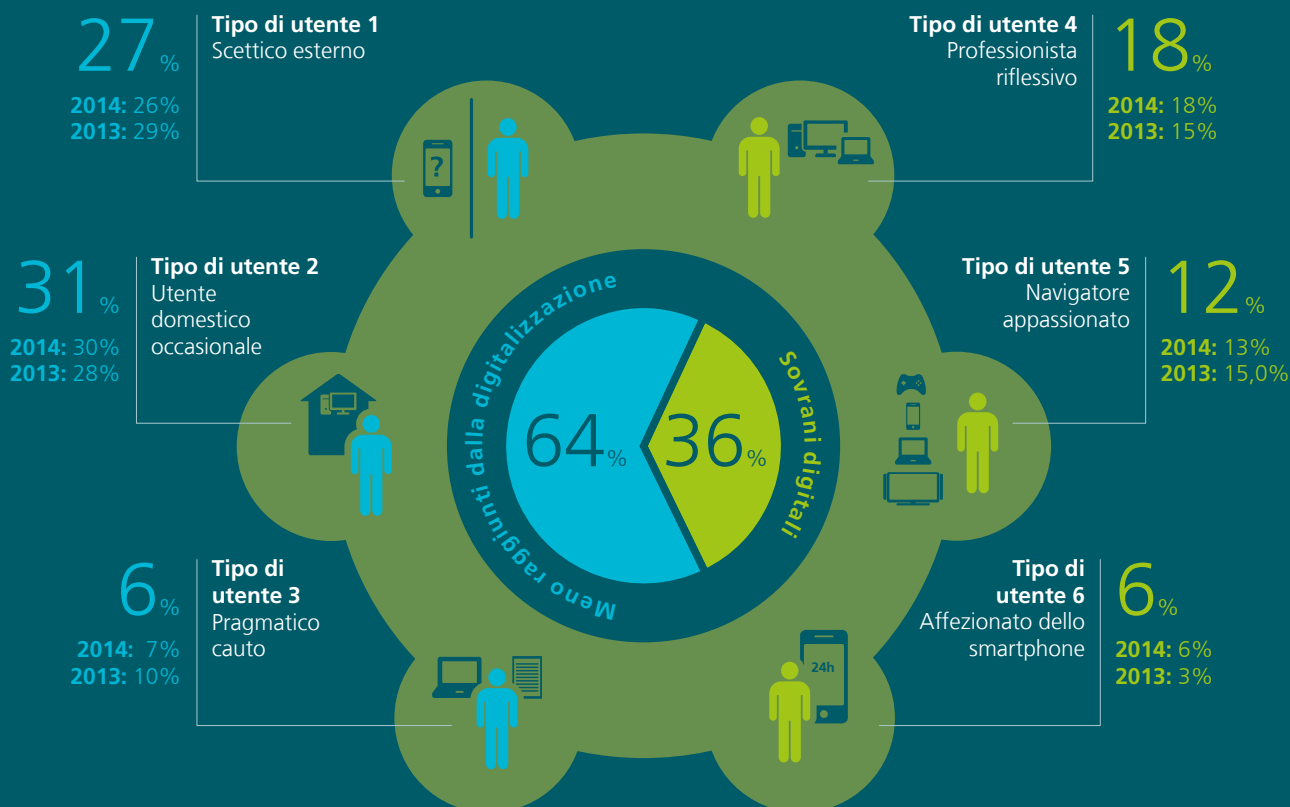 27%
2014: 26%
2013: 29%
Tipo di utente 1
Scettico esterno
Tipo di utente 4
Professionista
riflessivo
18%
2014: 18%
2013: 15%
?
31%
2014: 30%
2013: 28%
Tipo di utente 2
Utente
domestico
occasionale
Tipo di utente 5
Navigatore
appassionato
12%
2014: 13%
2013: 15,0%
Meno raggiunti dalla digitalizzazione
64%
36%
Sovrani digitali
6%
2014: 7%
2013: 10%
Tipo di
utente 3
Pragmatico
cauto
Tipo di
utente 6
Affezionato dello
smartphone
6%
2014: 6%
2013: 3%
24h